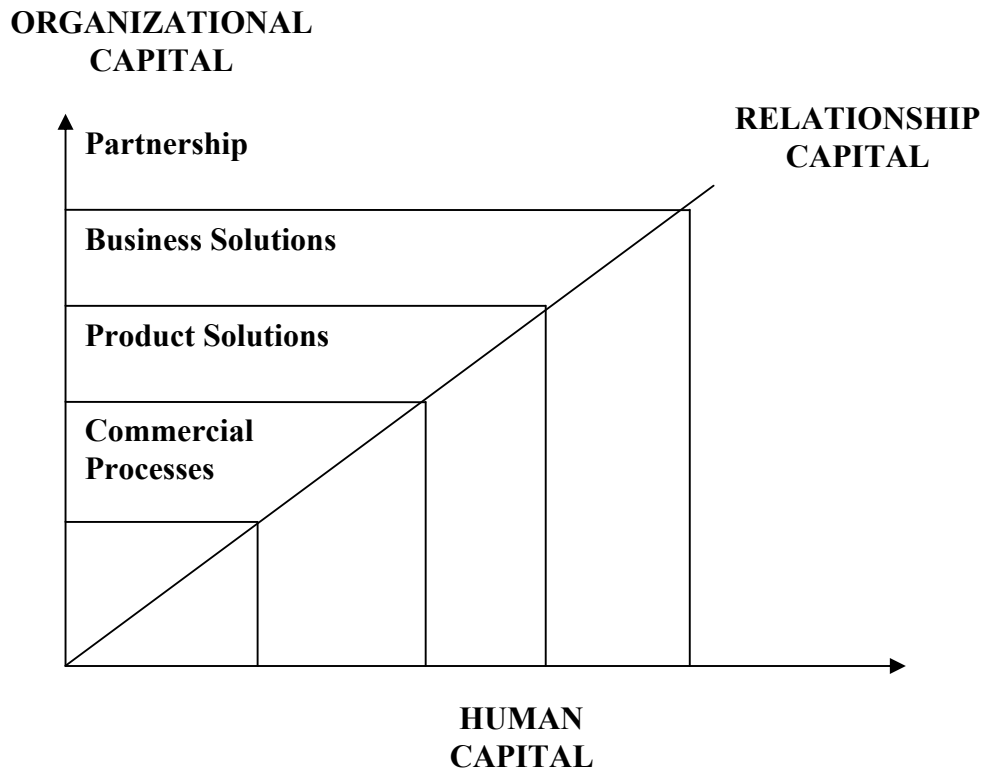 ORGANIZATIONAL
CAPITAL
RELATIONSHIP
CAPITAL
Partnership
Business Solutions
Product Solutions
Commercial
Processes
HUMAN
CAPITAL